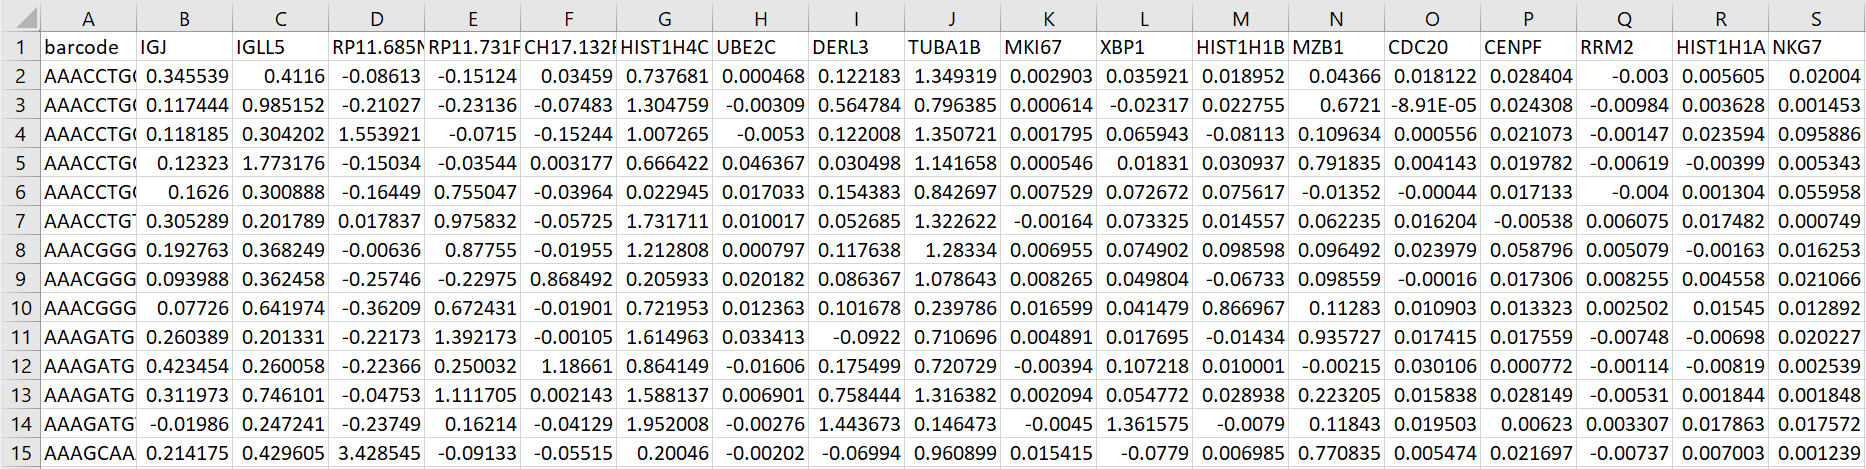 A B C D E F G H I J K L M N O P Q R S
1 barcode IGJ IGLL5 RP11.685N RP11.731F CH17.132F HIST1H4C UBE2C DERL3 TUBA1B MKI67 XBP1 HIST1H1B MZB1 CDC20 CENPF RRM2 HIST1H1A NKG7
2 AAACCTGC 0.345539 0.4116 -0.08613 -0.15124 0.03459 0.737681 0.000468 0.122183 1.349319 0.002903 0.035921 0.018952 0.04366 0.018122 0.028404 -0.003 0.005605 0.02004
3 AAACCTGC 0.117444 0.985152 -0.21027 -0.23136 -0.07483 1.304759 -0.00309 0.564784 0.796385 0.000614 -0.02317 0.022755 0.6721 -8.91E-05 0.024308 -0.00984 0.003628 0.001453
4 AAACCTGC 0.118185 0.304202 1.553921 -0.0715 -0.15244 1.007265 -0.0053 0.122008 1.350721 0.001795 0.065943 -0.08113 0.109634 0.000556 0.021073 -0.00147 0.023594 0.095886
5 AAACCTGC 0.12323 1.773176 -0.15034 -0.03544 0.003177 0.666422 0.046367 0.030498 1.141658 0.000546 0.01831 0.030937 0.791835 0.004143 0.019782 -0.00619 -0.00399 0.005343
6 AAACCTGC 0.1626 0.300888 -0.16449 0.755047 -0.03964 0.022945 0.017033 0.154383 0.842697 0.007529 0.072672 0.075617 -0.01352 -0.00044 0.017133 -0.004 0.001304 0.055958
7 AAACCTGT 0.305289 0.201789 0.017837 0.975832 -0.05725 1.731711 0.010017 0.052685 1.322622 -0.00164 0.073325 0.014557 0.062235 0.016204 -0.00538 0.006075 0.017482 0.000749
8 AAACGGG 0.192763 0.368249 -0.00636 0.87755 -0.01955 1.212808 0.000797 0.117638 1.28334 0.006955 0.074902 0.098598 0.096492 0.023979 0.058796 0.005079 -0.00163 0.016253
9 AAACGGG 0.093988 0.362458 -0.25746 -0.22975 0.868492 0.205933 0.020182 0.086367 1.078643 0.008265 0.049804 -0.06733 0.098559 -0.00016 0.017306 0.008255 0.004558 0.021066
10 AAACGGG 0.07726 0.641974 -0.36209 0.672431 -0.01901 0.721953 0.012363 0.101678 0.239786 0.016599 0.041479 0.866967 0.11283 0.010903 0.013323 0.002502 0.01545 0.012892
11 AAAGATG 0.260389 0.201331 -0.22173 1.392173 -0.00105 1.614963 0.033413 -0.0922 0.710696 0.004891 0.017695 -0.01434 0.935727 0.017415 0.017559 -0.00748 -0.00698 0.020227
12 AAAGATG 0.423454 0.260058 -0.22366 0.250032 1.18661 0.864149 -0.01606 0.175499 0.720729 -0.00394 0.107218 0.010001 -0.00215 0.030106 0.000772 -0.00114 -0.00819 0.002539
13 AAAGATG 0.311973 0.746101 -0.04753 1.111705 0.002143 1.588137 0.006901 0.758444 1.316382 0.002094 0.054772 0.028938 0.223205 0.015838 0.028149 -0.00531 0.001844 0.001848
14 AAAGATG -0.01986 0.247241 -0.23749 0.16214 -0.04129 1.952008 -0.00276 1.443673 0.146473 -0.0045 1.361575 -0.0079 0.11843 0.019503 0.00623 0.003307 0.017863 0.017572
15 AAAGCAA 0.214175 0.429605 3.428545 -0.09133 -0.05515 0.20046 -0.00202 -0.06994 0.960899 0.015415 -0.0779 0.006985 0.770835 0.005474 0.021697 -0.00737 0.007003 0.001239